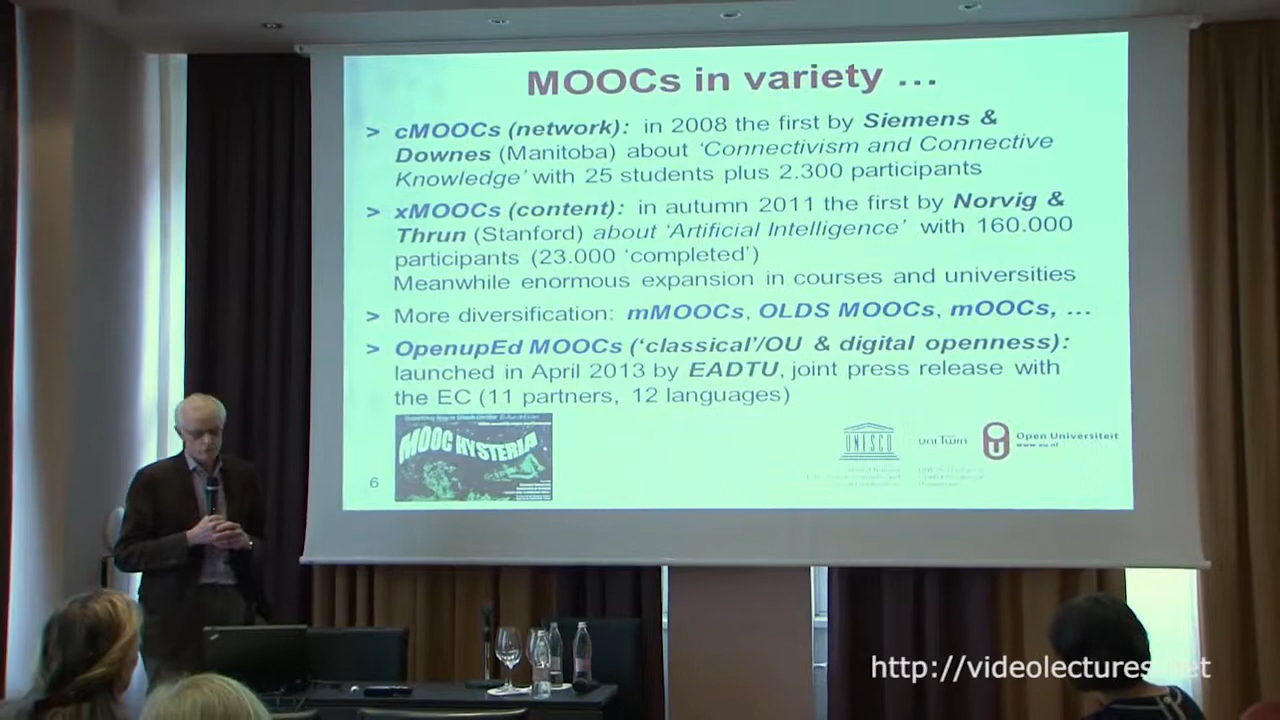 MOOCs in variety ...
> cMOOCs (network): in 2008 the first by Siemens &
Downes (Manitoba) about ‘Connectivism and Connective
Knowledge’ with 25 students plus 2.300 participants
> xMOOCs (content): in autumn 2011 the first by Norvig &
Thrun (Stanford) about ‘Artificial Intelligence’ with 160.000
participants (23.000 ‘completed’)
Meanwhile enormous expansion in courses and universities
> More diversification: mMOOCs, OLDS MOOCs, mOOCs, ...
> OpenupEd MOOCs (‘classical’/OU & digital openness):
launched in April 2013 by EADTU, joint press release with
the EC (11 partners, 12 languages)
MOOC HYSTERIA
UNESCO
uniTwin
Open Universiteit
www.ou.nl
6
http://videolectures.net